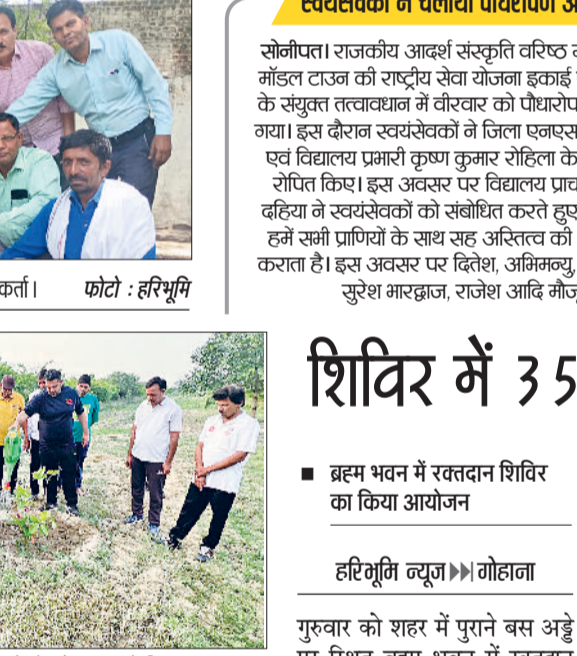 स्वयंसेवकों ने चलाया पौधारोपण अ
सोनीपत। राजकीय आदर्श संस्कृति वरिष्ठ
मॉडल टाउन की राष्ट्रीय सेवा योजना इकाई
के संयुक्त तत्वावधान में वीरवार को पौधारोप
गया। इस दौरान स्वयंसेवकों ने जिला एनएस
एवं विद्यालय प्रभारी कृष्ण कुमार रोहिला के
रोपित किए। इस अवसर पर विद्यालय प्राच
दहिया ने स्वयंसेवकों को संबोधित करते हुए
हमें सभी प्राणियों के साथ सह अस्तित्व की
कराता है। इस अवसर पर दितेश, अभिमन्यु,
सुरेश भारद्वाज, राजेश आदि मौजू
कर्ता। फोटो : हरिभूमि
शिविर में 35
■ ब्रह्म भवन में रक्तदान शिविर
का किया आयोजन
हरिभूमि न्यूज ▶▶| गोहाना
गुरुवार को शहर में पुराने बस अड्डे